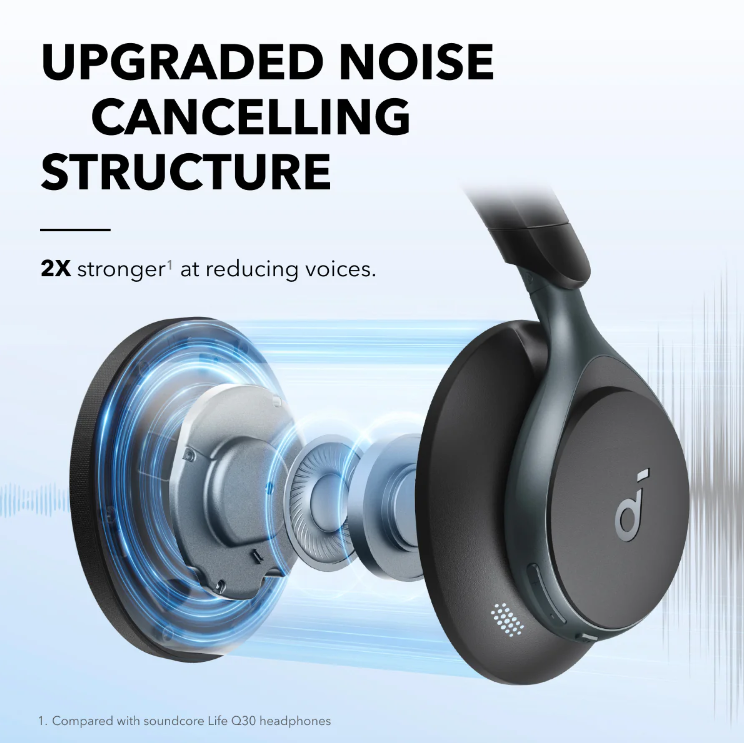 UPGRADED NOISE
CANCELLING
STRUCTURE
2X stronger¹ at reducing voices.
1. Compared with soundcore Life Q30 headphones